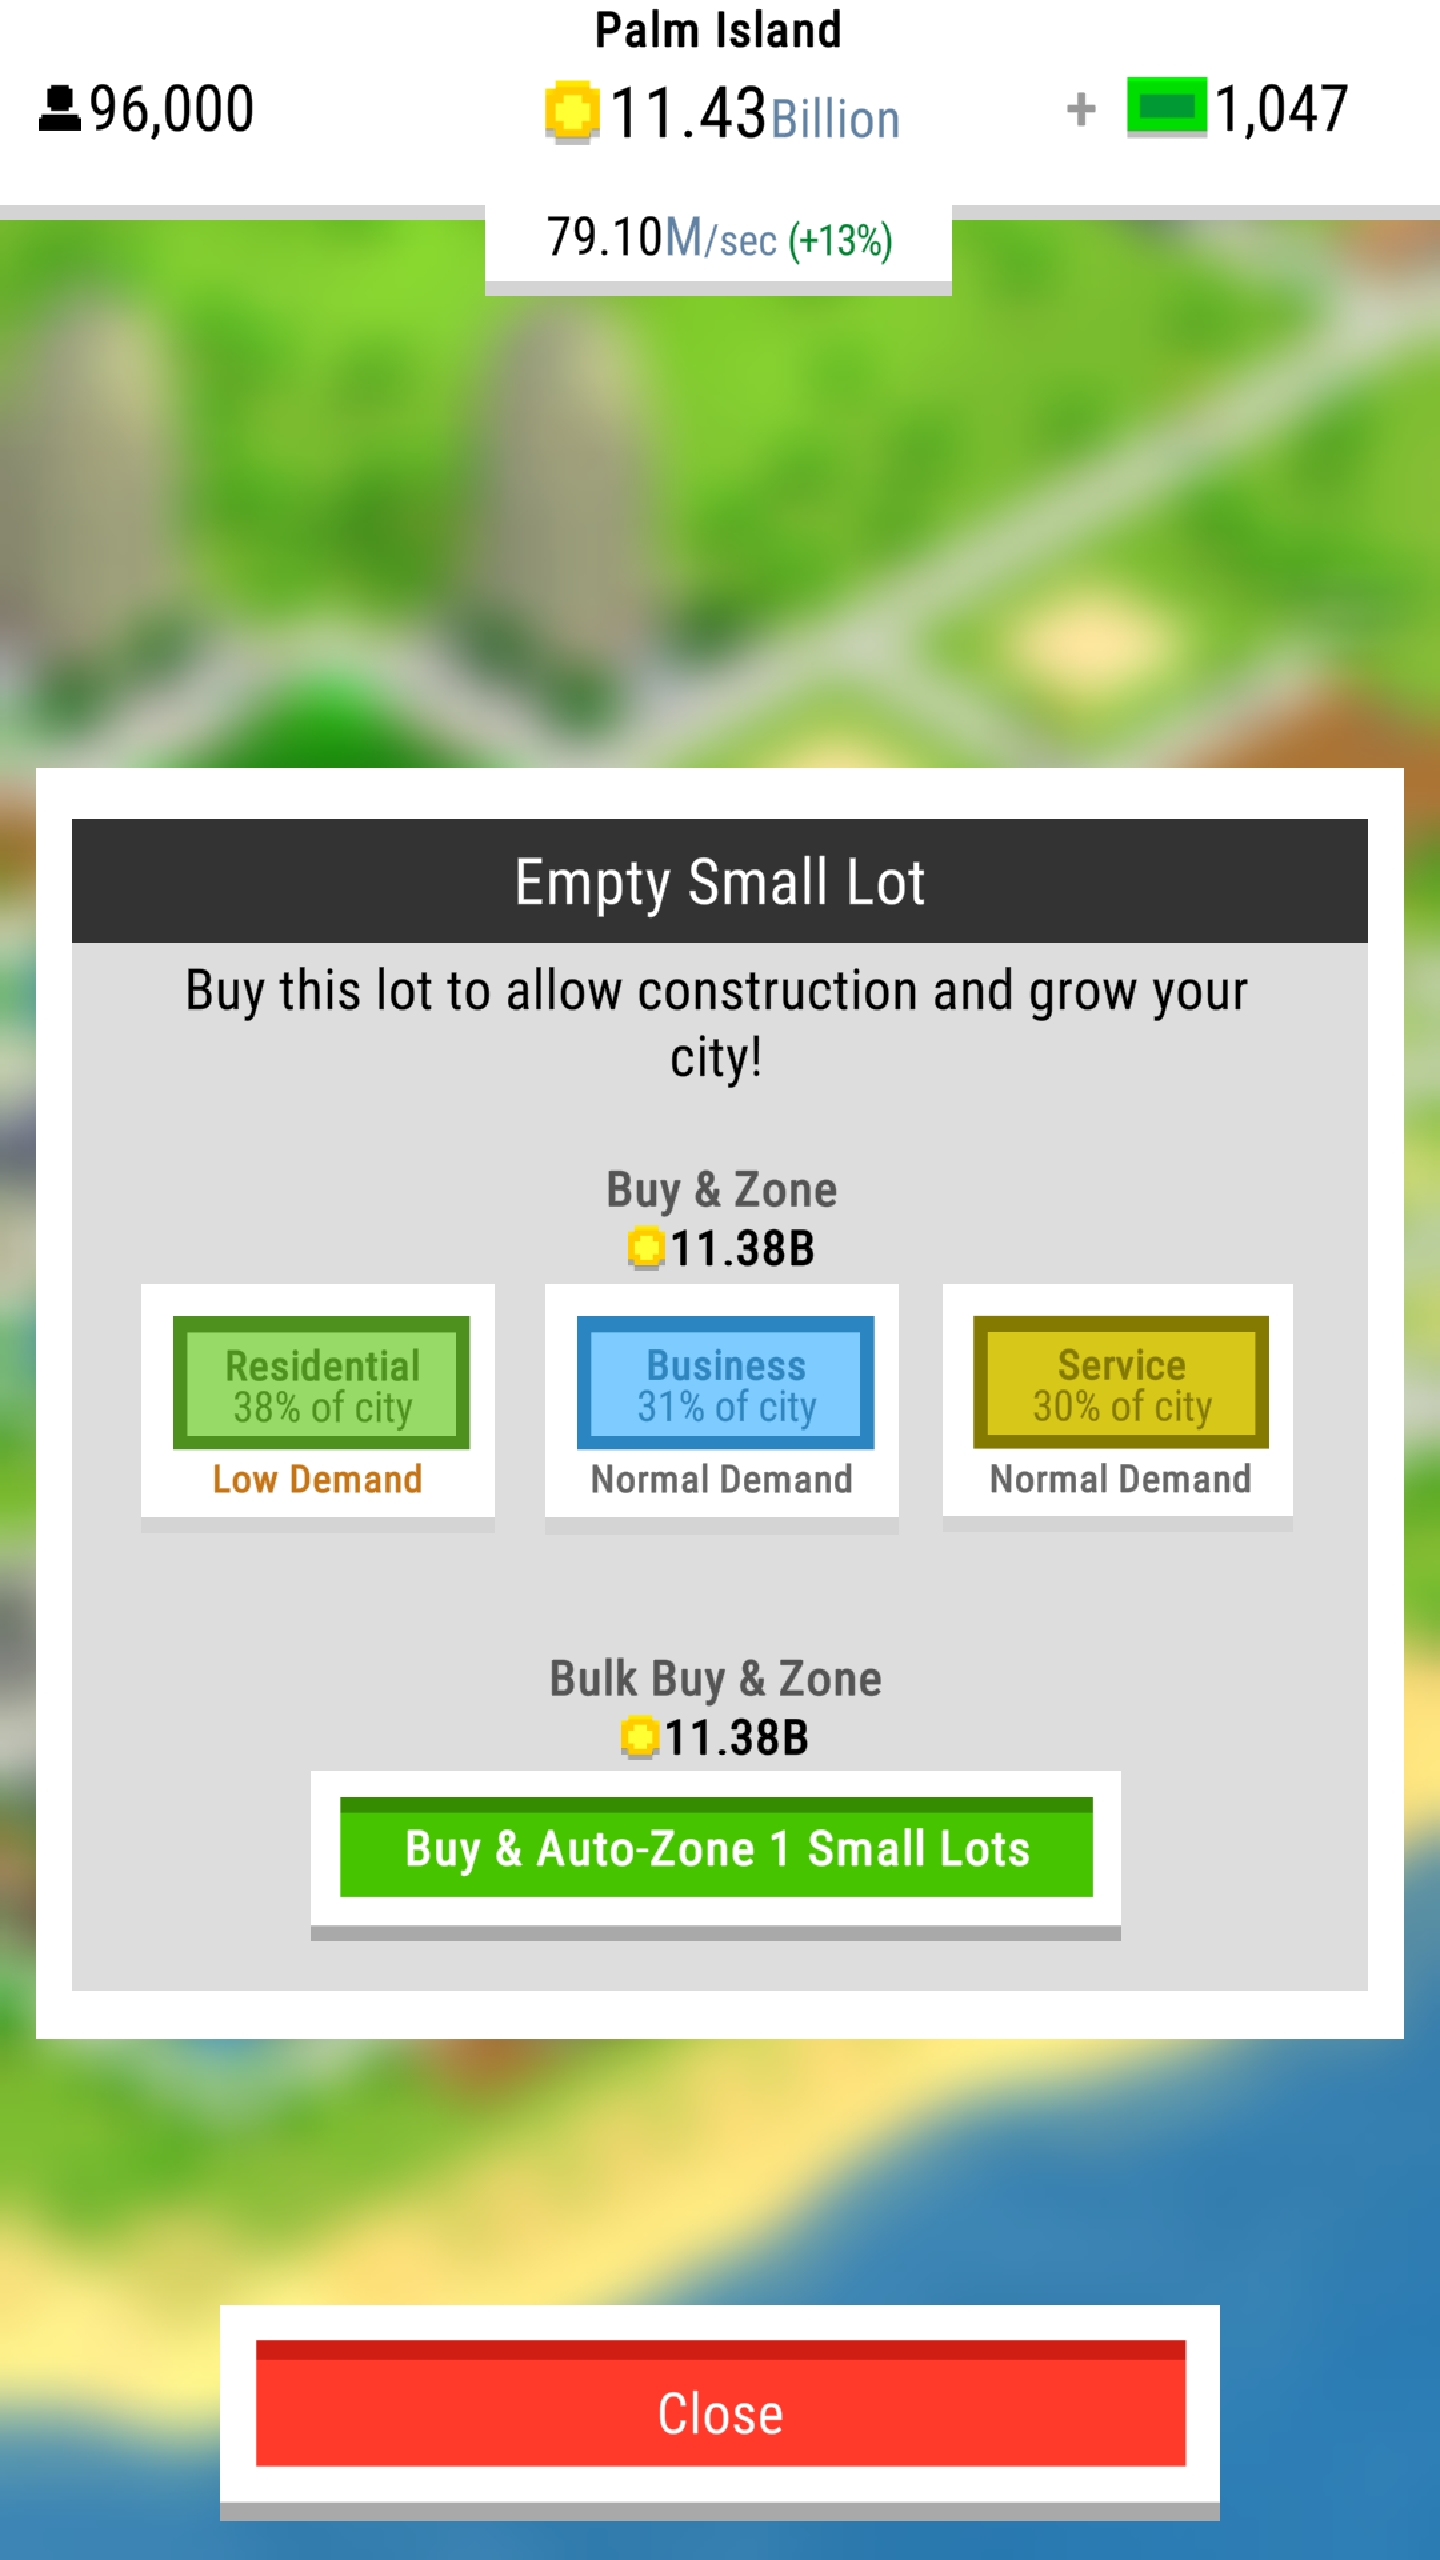 Palm Island
96,000
11.43Billion
+ 1,047
79.10M/sec (+13%)
Empty Small Lot
Buy this lot to allow construction and grow your
city!
Buy & Zone
11.38B
Residential
38% of city
Low Demand
Business
31% of city
Normal Demand
Service
30% of city
Normal Demand
Bulk Buy & Zone
11.38B
Buy & Auto-Zone 1 Small Lots
Close